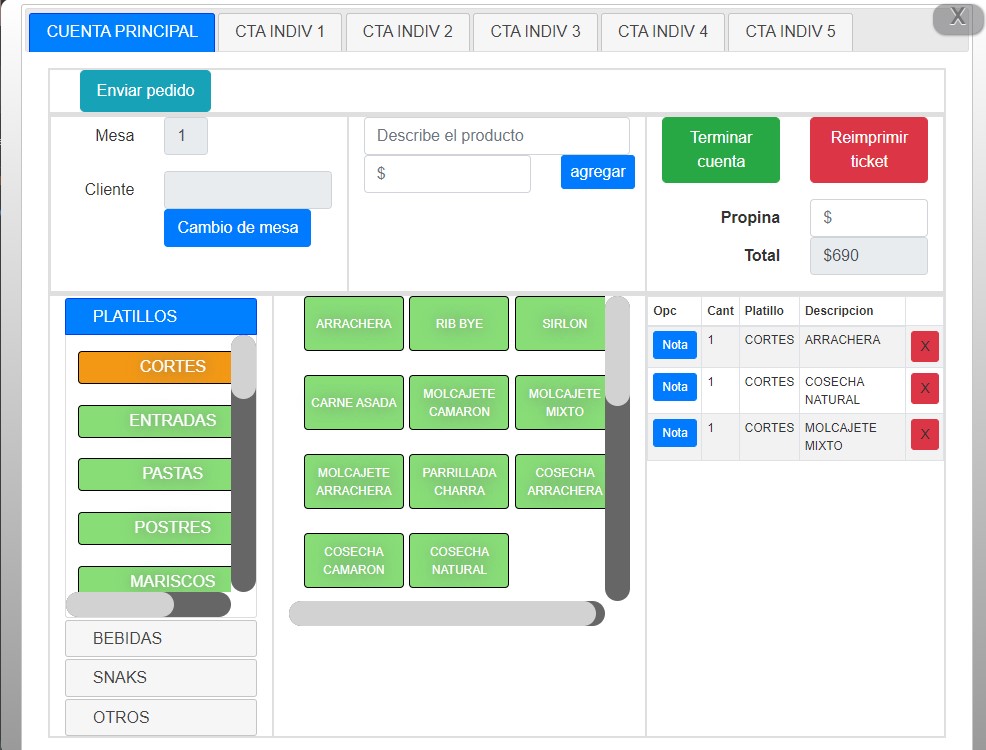 CUENTA PRINCIPAL CTA INDIV 1 CTA INDIV 2 CTA INDIV 3 CTA INDIV 4 CTA INDIV 5 X
Enviar pedido
Mesa 1
Cliente
Cambio de mesa
Describe el producto
$ agregar
Terminar
cuenta
Reimprimir
ticket
Propina $
Total $690
PLATILLOS
CORTES
ENTRADAS
PASTAS
POSTRES
MARISCOS
BEBIDAS
SNAKS
OTROS
ARRACHERA
RIB BYE
SIRLON
CARNE ASADA
MOLCAJETE
CAMARON
MOLCAJETE
MIXTO
MOLCAJETE
ARRACHERA
PARRILLADA
CHARRA
COSECHA
ARRACHERA
COSECHA
CAMARON
COSECHA
NATURAL
Opc Cant Platillo Descripcion
Nota 1 CORTES ARRACHERA X
Nota 1 CORTES COSECHA
NATURAL X
Nota 1 CORTES MOLCAJETE
MIXTO X